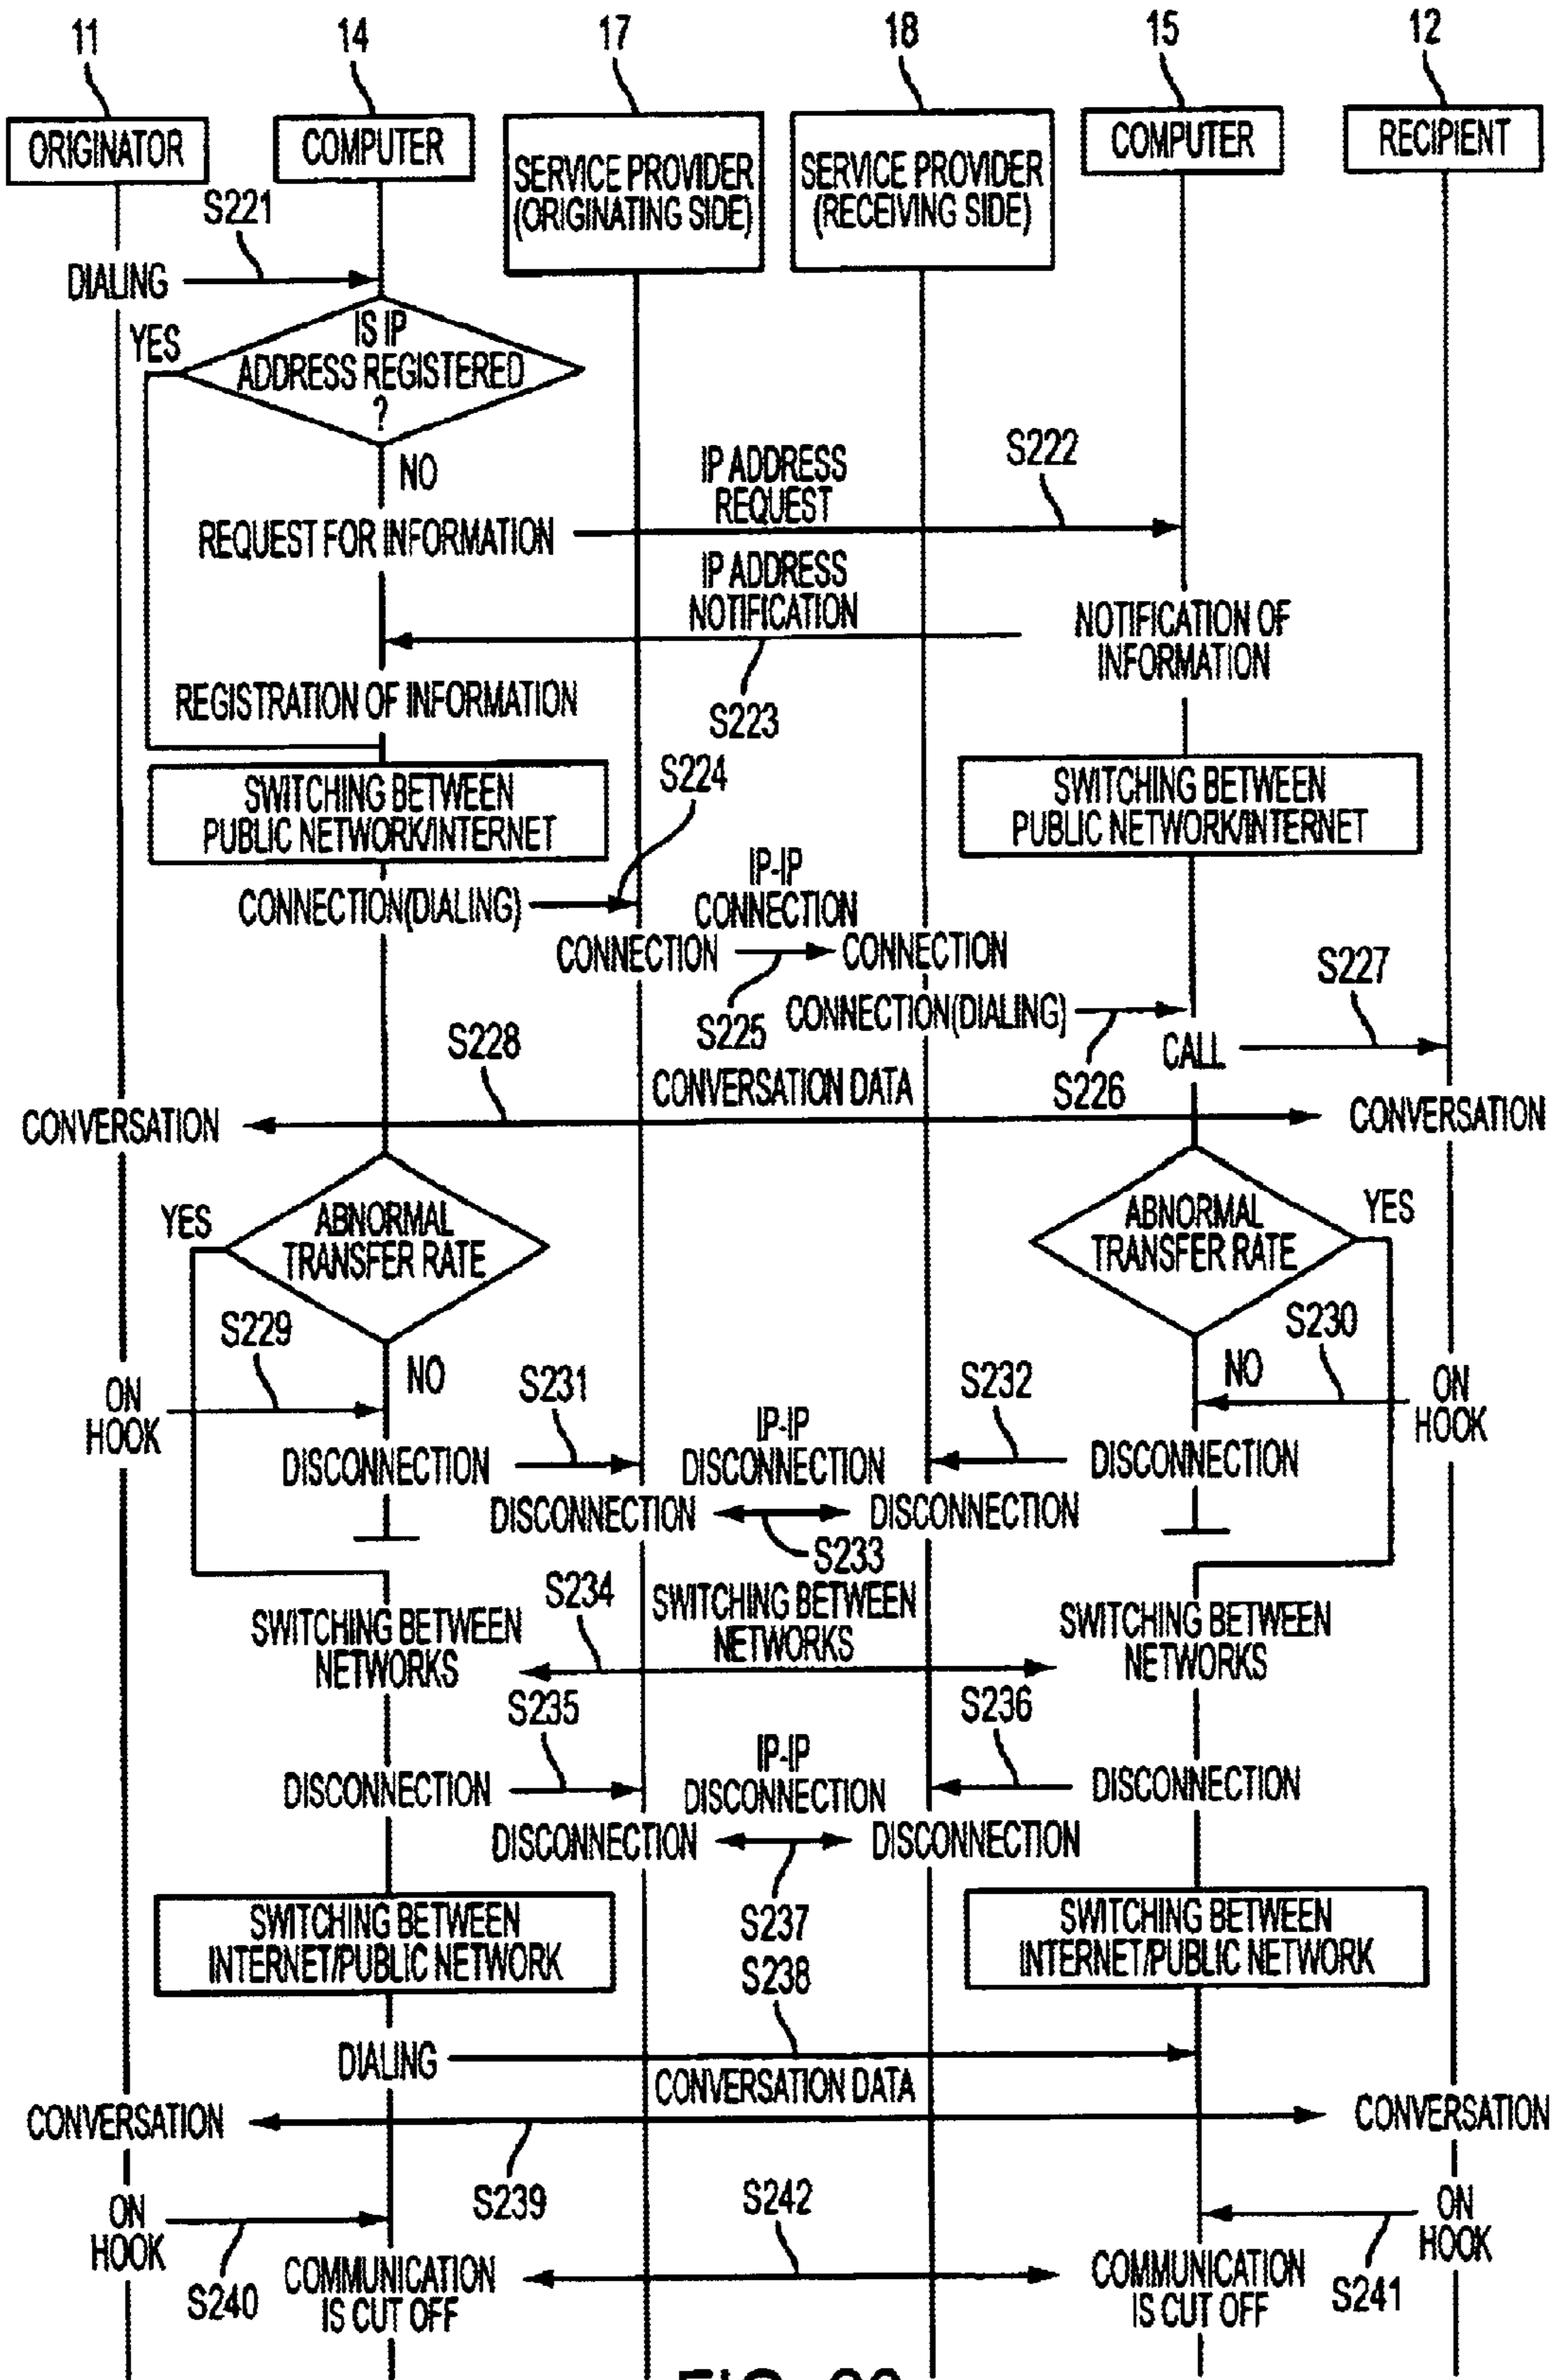 11
14
17
18
15
12
ORIGINATOR
COMPUTER
SERVICE PROVIDER
(ORIGINATING SIDE)
SERVICE PROVIDER
(RECEIVING SIDE)
COMPUTER
RECIPIENT
S221
DIALING
YES
IS IP
ADDRESS REGISTERED
?
NO
IP ADDRESS
REQUEST
S222
REQUEST FOR INFORMATION
IP ADDRESS
NOTIFICATION
NOTIFICATION OF
INFORMATION
REGISTRATION OF INFORMATION
S223
S224
SWITCHING BETWEEN
PUBLIC NETWORK/INTERNET
SWITCHING BETWEEN
PUBLIC NETWORK/INTERNET
CONNECTION(DIALING)
IP-IP
CONNECTION
CONNECTION
CONNECTION
S227
S225
CONNECTION(DIALING)
S228
CALL
S226
CONVERSATION DATA
CONVERSATION
CONVERSATION
YES
ABNORMAL
TRANSFER RATE
ABNORMAL
TRANSFER RATE
YES
S229
S230
NO
NO
ON
HOOK
S231
S232
ON
HOOK
DISCONNECTION
IP-IP
DISCONNECTION
DISCONNECTION
DISCONNECTION
DISCONNECTION
S233
S234
SWITCHING BETWEEN
NETWORKS
SWITCHING BETWEEN
NETWORKS
SWITCHING BETWEEN
NETWORKS
S235
S236
DISCONNECTION
IP-IP
DISCONNECTION
DISCONNECTION
DISCONNECTION
DISCONNECTION
S237
SWITCHING BETWEEN
INTERNET/PUBLIC NETWORK
SWITCHING BETWEEN
INTERNET/PUBLIC NETWORK
S238
DIALING
CONVERSATION DATA
CONVERSATION
CONVERSATION
S239
S242
ON
HOOK
ON
HOOK
S240
COMMUNICATION
IS CUT OFF
COMMUNICATION
IS CUT OFF
S241